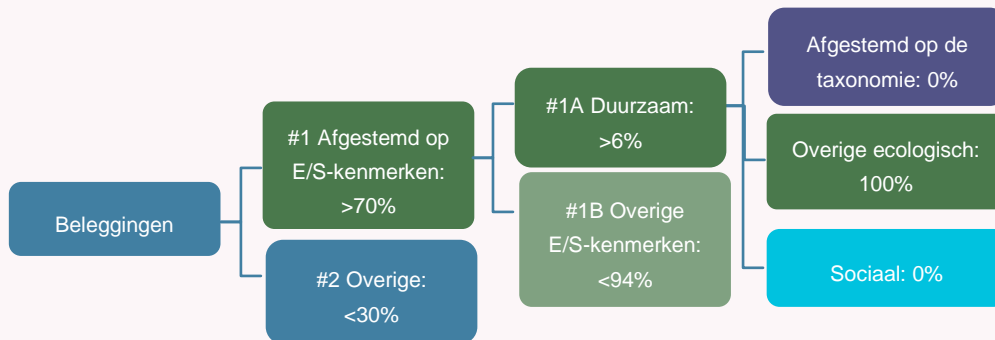 Beleggingen
#1 Afgestemd op
E/S-kenmerken:
>70%
#2 Overige:
<30%
#1A Duurzaam:
>6%
#1B Overige
E/S-kenmerken:
<94%
Afgestemd op de
taxonomie: 0%
Overige ecologisch:
100%
Sociaal: 0%